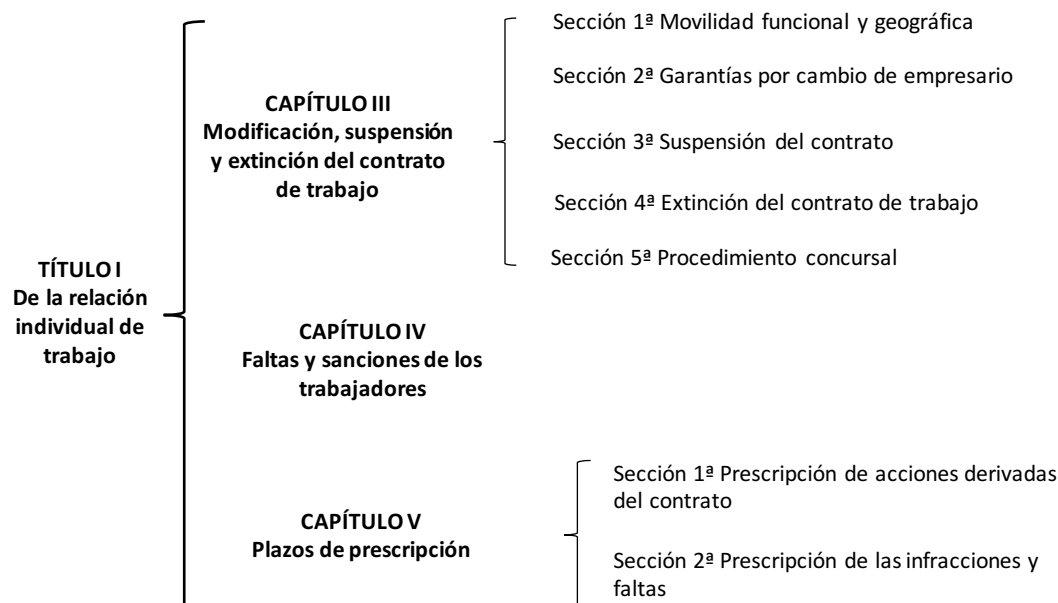 TÍTULO I
De la relación
individual de
trabajo
CAPÍTULO III
Modificación, suspensión
y extinción del contrato
de trabajo
Sección 1ª Movilidad funcional y geográfica
Sección 2ª Garantías por cambio de empresario
Sección 3ª Suspensión del contrato
Sección 4ª Extinción del contrato de trabajo
Sección 5ª Procedimiento concursal
CAPÍTULO IV
Faltas y sanciones de los
trabajadores
CAPÍTULO V
Plazos de prescripción
Sección 1ª Prescripción de acciones derivadas
del contrato
Sección 2ª Prescripción de las infracciones y
faltas